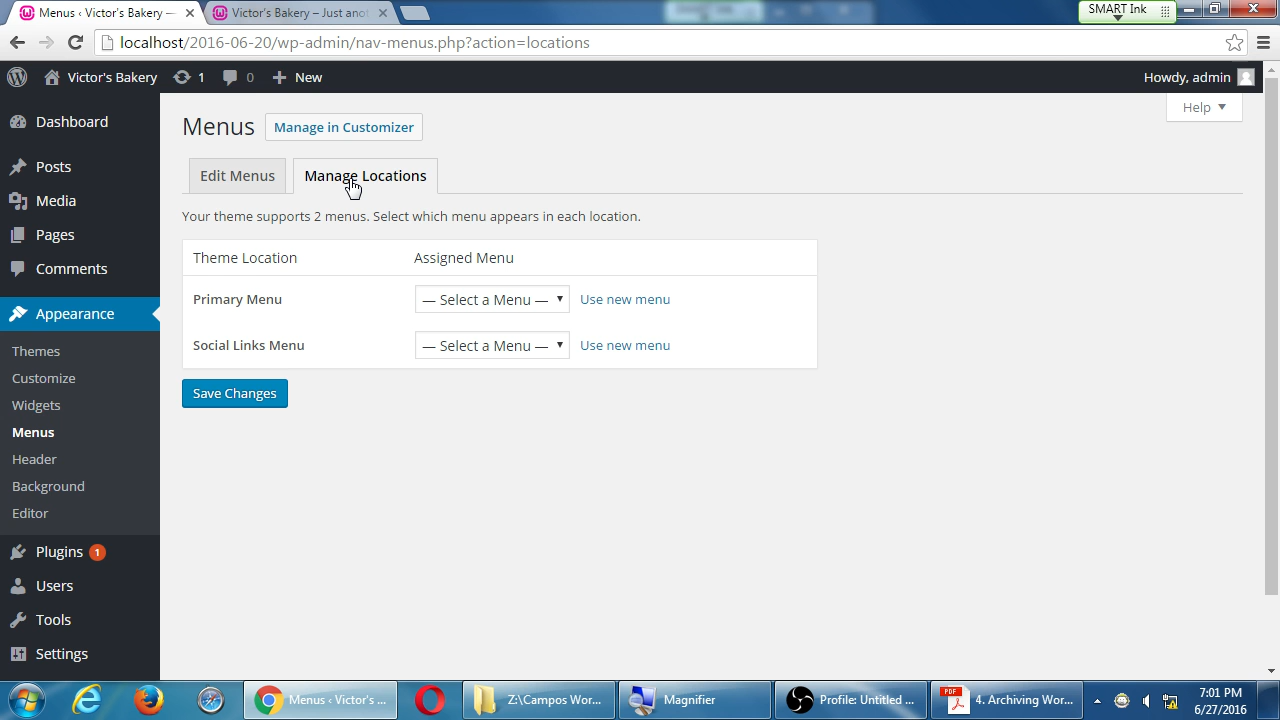 Menus ‹ Victor's Bakery —
Victor's Bakery – Just anot
SMART Ink
localhost/2016-06-20/wp-admin/nav-menus.php?action=locations
Victor's Bakery 1 0 New
Howdy, admin
Help
Dashboard
Posts
Media
Pages
Comments
Appearance
Themes
Customize
Widgets
Menus
Header
Background
Editor
Plugins 1
Users
Tools
Settings
Menus Manage in Customizer
Edit Menus Manage Locations
Your theme supports 2 menus. Select which menu appears in each location.
Theme Location Assigned Menu
Primary Menu — Select a Menu — Use new menu
Social Links Menu — Select a Menu — Use new menu
Save Changes
Menus ‹ Victor's ...
Z:\Campos Wor...
Magnifier
Profile: Untitled ...
PDF
4. Archiving Wor...
7:01 PM
6/27/2016